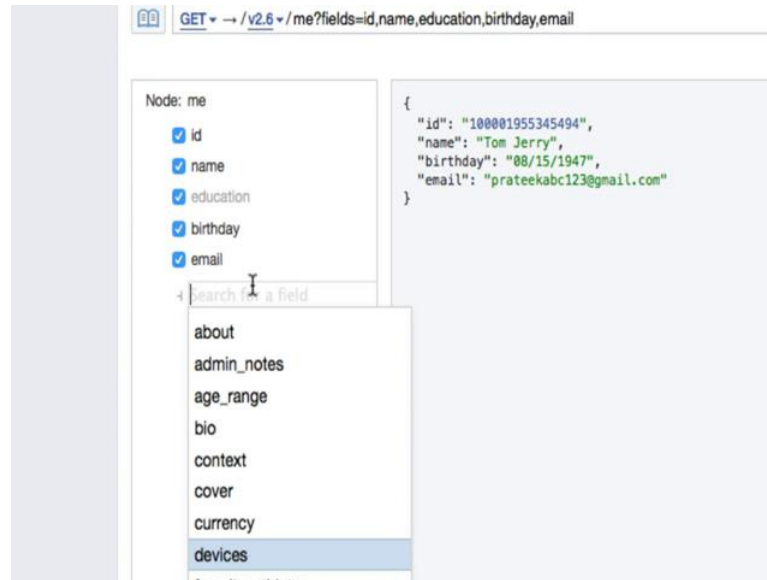 GET → / v2.6 /me?fields=id,name,education,birthday,email
Node: me
id
name
education
birthday
email
Search for a field
about
admin_notes
age_range
bio
context
cover
currency
devices
{
"id": "100001955345494",
"name": "Tom Jerry",
"birthday": "08/15/1947",
"email": "prateekabc123@gmail.com"
}